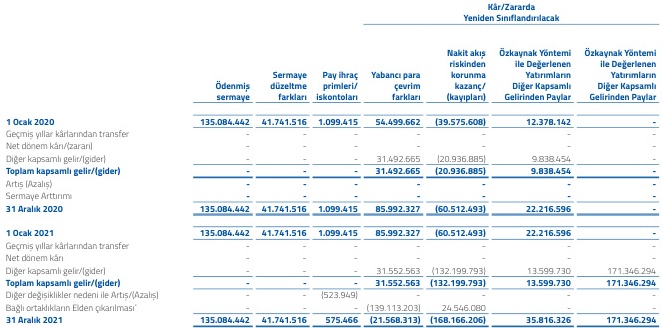 Kâr/Zararda
Yeniden Sınıflandırılacak
Ödenmiş sermaye
Sermaye düzeltme farkları
Pay ihraç primleri/ iskontoları
Yabancı para çevrim farkları
Nakit akış riskinden korunma kazanç/ (kayıpları)
Özkaynak Yöntemi ile Değerlenen Yatırımların Diğer Kapsamlı Gelirinden Paylar
Özkaynak Yöntemi ile Değerlenen Yatırımların Diğer Kapsamlı Gelirinden Paylar
1 Ocak 2020 135.084.442 41.741.516 1.099.415 54.499.662 (39.575.608) 12.378.142 -
Geçmiş yıllar kârlarından transfer - - - - - - -
Net dönem kârı/(zararı) - - - - - - -
Diğer kapsamlı gelir/(gider) - - - 31.492.665 (20.936.885) 9.838.454 -
Toplam kapsamlı gelir/(gider) - - - 31.492.665 (20.936.885) 9.838.454 -
Artış (Azalış) - - - - - - -
Sermaye Arttırımı - - - - - - -
31 Aralık 2020 135.084.442 41.741.516 1.099.415 85.992.327 (60.512.493) 22.216.596 -
1 Ocak 2021 135.084.442 41.741.516 1.099.415 85.992.327 (60.512.493) 22.216.596 -
Geçmiş yıllar kârlarından transfer - - - - - - -
Net dönem kârı - - - - - - -
Diğer kapsamlı gelir/(gider) - - - 31.552.563 (132.199.793) 13.599.730 171.346.294
Toplam kapsamlı gelir/(gider) - - - 31.552.563 (132.199.793) 13.599.730 171.346.294
Diğer değişiklikler nedeni ile Artış/(Azalış) - - (523.949) - - - -
Bağlı ortaklıkların Elden çıkarılması* - - - (139.113.203) 24.546.080 - -
31 Aralık 2021 135.084.442 41.741.516 575.466 (21.568.313) (168.166.206) 35.816.326 171.346.294